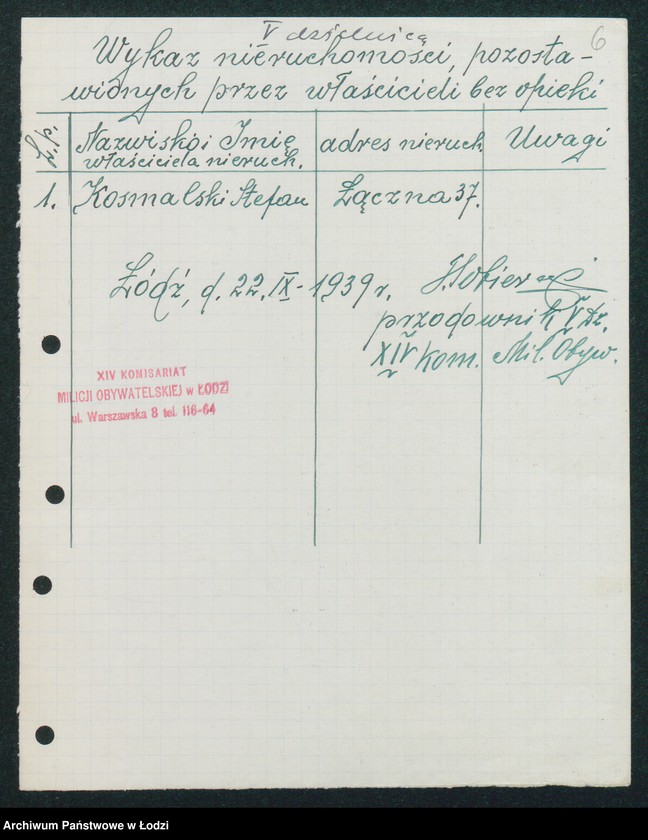 V dzielnica
6
Wykaz nieruchomości, pozosta-
wionych przez właścicieli bez opieki
Nazwisko i Imię
właściciela nieruch.
adres nieruch.
Uwagi
1. Kosmalski Stefan Łączna 37.
Łódź, d. 22.IX-1939 r.
przodownik V Dz.
XIV Kom. Mil. Obyw.
XIV KOMISARIAT
MILICJI OBYWATELSKIEJ w ŁODZI
ul. Warszawska 8 tel. 116-64
Archiwum Państwowe w Łodzi